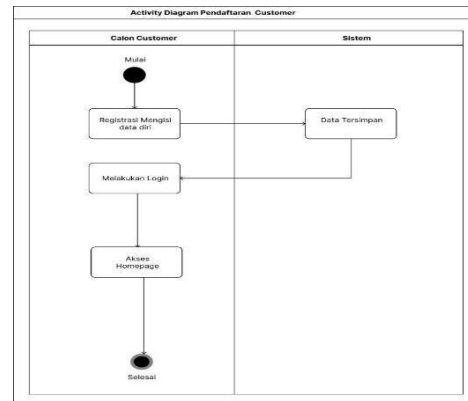 Activity Diagram Pendaftaran Customer
Calon Customer
Sistem
Mulai
Registrasi Mengisi
data diri
Data Tersimpan
Melakukan Login
Akses
Homepage
Selesai